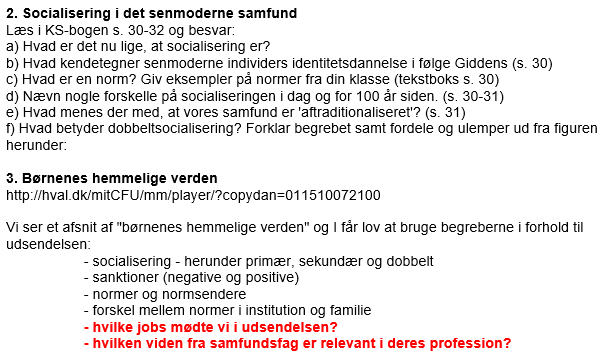 2. Socialisering i det senmoderne samfund
Læs i KS-bogen s. 30-32 og besvar:
a) Hvad er det nu lige, at socialisering er?
b) Hvad kendetegner senmoderne individers identitetsdannelse i følge Giddens (s. 30)
c) Hvad er en norm? Giv eksempler på normer fra din klasse (tekstboks s. 30)
d) Nævn nogle forskelle på socialiseringen i dag og for 100 år siden. (s. 30-31)
e) Hvad menes der med, at vores samfund er 'aftraditionaliseret'? (s. 31)
f) Hvad betyder dobbeltsocialisering? Forklar begrebet samt fordele og ulemper ud fra figuren
herunder:
3. Børnenes hemmelige verden
http://hval.dk/mitCFU/mm/player/?copydan=011510072100
Vi ser et afsnit af "børnenes hemmelige verden" og I får lov at bruge begreberne i forhold til
udsendelsen:
- socialisering - herunder primær, sekundær og dobbelt
- sanktioner (negative og positive)
- normer og normsendere
- forskel mellem normer i institution og familie
- hvilke jobs mødte vi i udsendelsen?
- hvilken viden fra samfundsfag er relevant i deres profession?